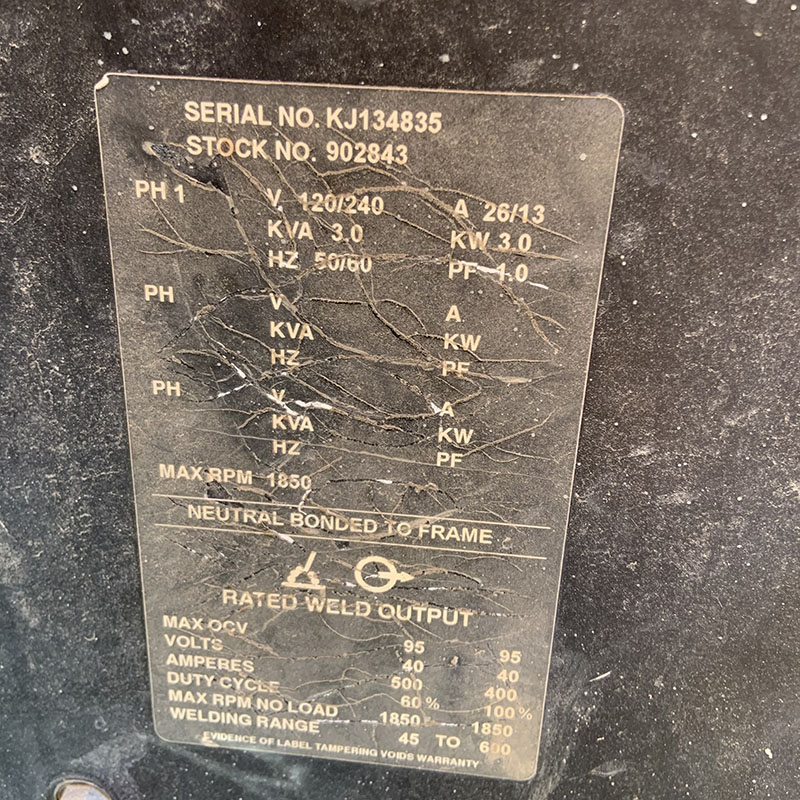 SERIAL NO. KJ134835
STOCK NO. 902843
PH 1 V 120/240 A 26/13
KVA 3.0 KW 3.0
HZ 50/60 PF 1.0
PH V A
KVA KW
HZ PF
PH V A
KVA KW
HZ PF
MAX RPM 1850
NEUTRAL BONDED TO FRAME
RATED WELD OUTPUT
MAX OCV 95 95
VOLTS 40 40
AMPERES 500 400
DUTY CYCLE 60% 100%
MAX RPM NO LOAD 1850 1850
WELDING RANGE 45 TO 600
EVIDENCE OF LABEL TAMPERING VOIDS WARRANTY